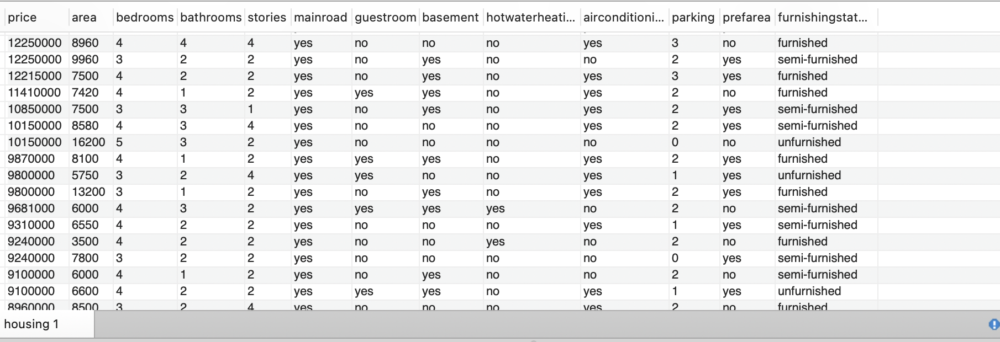 price area bedrooms bathrooms stories mainroad guestroom basement hotwaterheati... airconditioni... parking prefarea furnishingstat...
12250000 8960 4 4 4 yes no no no yes 3 no furnished
12250000 9960 3 2 2 yes no yes no no 2 yes semi-furnished
12215000 7500 4 2 2 yes no yes no yes 3 yes furnished
11410000 7420 4 1 2 yes yes yes no yes 2 no furnished
10850000 7500 3 3 1 yes no yes no yes 2 yes semi-furnished
10150000 8580 4 3 4 yes no no no yes 2 yes semi-furnished
10150000 16200 5 3 2 yes no no no no 0 no unfurnished
9870000 8100 4 1 2 yes yes yes no yes 2 yes furnished
9800000 5750 3 2 4 yes yes no no yes 1 yes unfurnished
9800000 13200 3 1 2 yes no yes no yes 2 yes furnished
9681000 6000 4 3 2 yes yes yes yes no 2 no semi-furnished
9310000 6550 4 2 2 yes no no no yes 1 yes semi-furnished
9240000 3500 4 2 2 yes no no yes no 2 no furnished
9240000 7800 3 2 2 yes no no no no 0 yes semi-furnished
9100000 6000 4 1 2 yes no yes no no 2 no semi-furnished
9100000 6600 4 2 2 yes yes yes no yes 1 yes unfurnished
8960000 8500 3 2 4 yes no no no yes 2 no furnished
housing 1